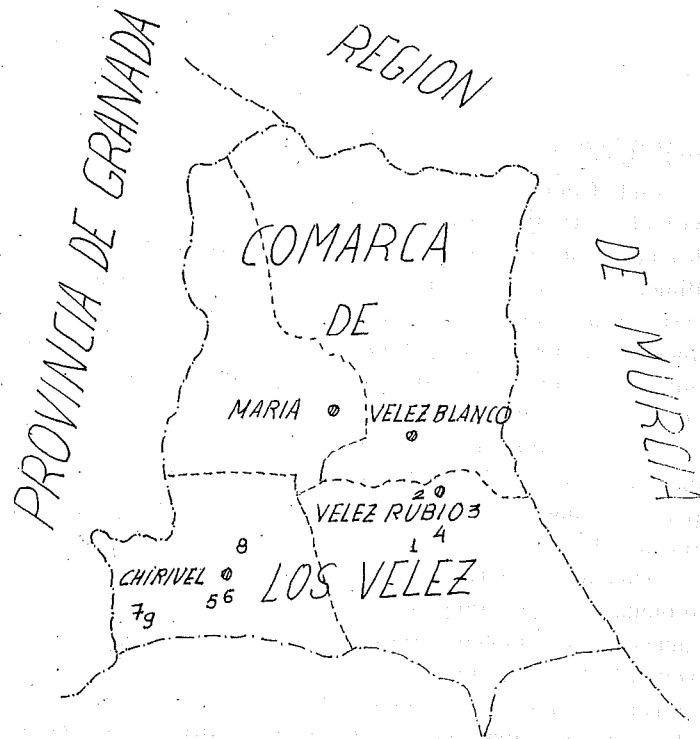 REGION
PROVINCIA DE GRANADA
COMARCA
DE
DE MURCIA
MARIA
VELEZ BLANCO
2
VELEZ RUBIO 3
4
1
8
CHIRIVEL
LOS VELEZ
5 6
7 9